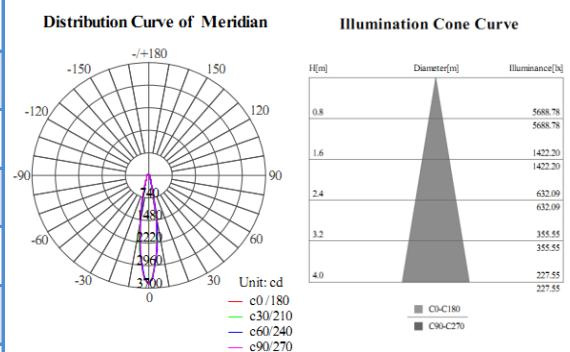 Distribution Curve of Meridian
-/+180
-150
150
-120
120
-90
90
-60
60
-30
30
0
740
1480
2220
2960
3700
Unit: cd
c0 /180
c30/210
c60/240
c90/270
Illumination Cone Curve
H[m] Diameter[m] Illuminance[lx]
0.8 5688.78
5688.78
1.6 1422.20
1422.20
2.4 632.09
632.09
3.2 355.55
355.55
4.0 227.55
227.55
C0-C180
C90-C270